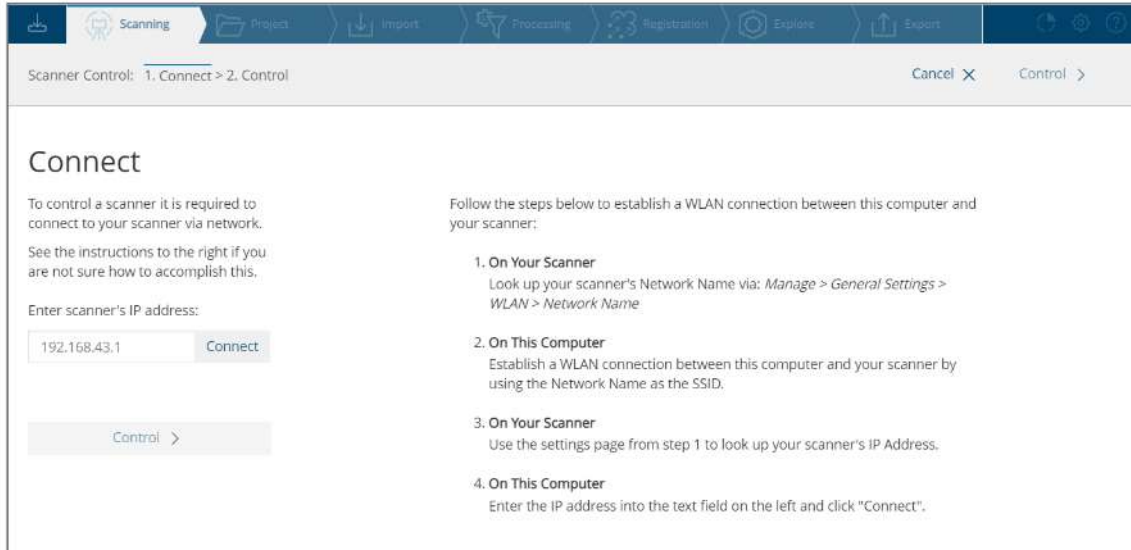 Scanning
Project
Import
Processing
Registration
Explore
Export
Scanner Control: 1. Connect > 2. Control
Cancel X
Control >
Connect
To control a scanner it is required to
connect to your scanner via network.
See the instructions to the right if you
are not sure how to accomplish this.
Enter scanner's IP address:
192.168.43.1
Connect
Control >
Follow the steps below to establish a WLAN connection between this computer and
your scanner:
1. On Your Scanner
Look up your scanner's Network Name via: Manage > General Settings >
WLAN > Network Name
2. On This Computer
Establish a WLAN connection between this computer and your scanner by
using the Network Name as the SSID.
3. On Your Scanner
Use the settings page from step 1 to look up your scanner's IP Address.
4. On This Computer
Enter the IP address into the text field on the left and click "Connect".